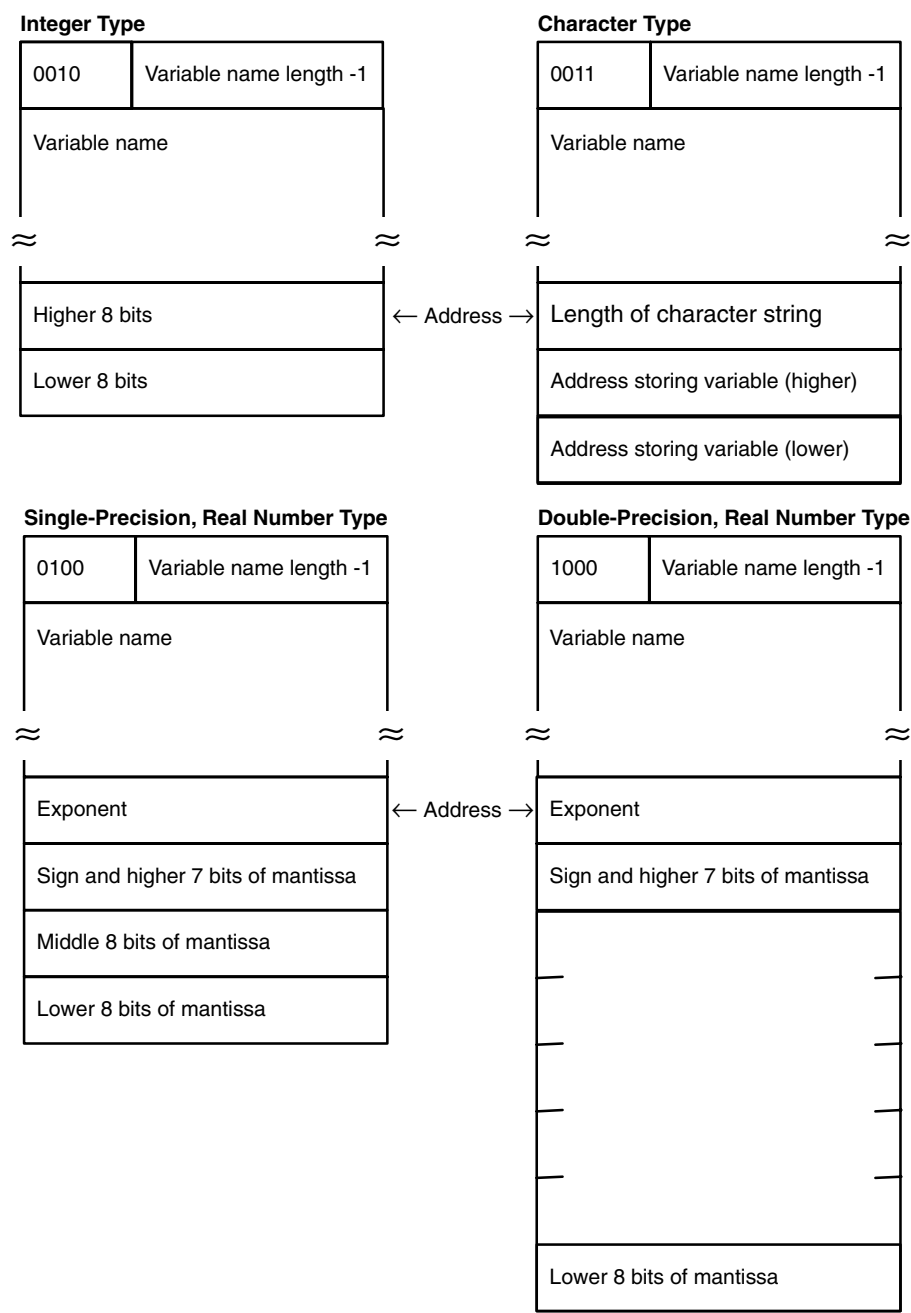 Integer Type
0010 Variable name length -1
Variable name
≈ ≈
Higher 8 bits
Lower 8 bits
Character Type
0011 Variable name length -1
Variable name
≈ ≈
← Address →
Length of character string
Address storing variable (higher)
Address storing variable (lower)
Single-Precision, Real Number Type
0100 Variable name length -1
Variable name
≈ ≈
Exponent
Sign and higher 7 bits of mantissa
Middle 8 bits of mantissa
Lower 8 bits of mantissa
Double-Precision, Real Number Type
1000 Variable name length -1
Variable name
≈ ≈
← Address →
Exponent
Sign and higher 7 bits of mantissa
Lower 8 bits of mantissa